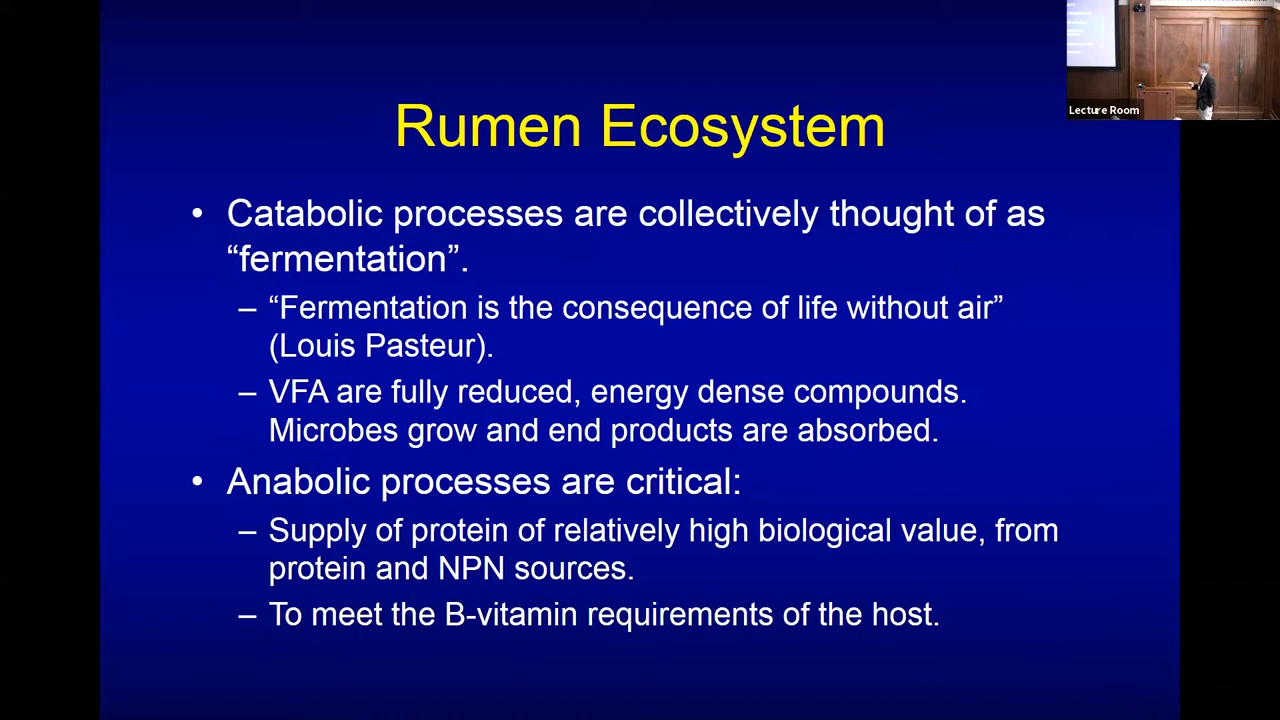 Lecture Room
Rumen Ecosystem
• Catabolic processes are collectively thought of as
“fermentation”.
– “Fermentation is the consequence of life without air”
(Louis Pasteur).
– VFA are fully reduced, energy dense compounds.
Microbes grow and end products are absorbed.
• Anabolic processes are critical:
– Supply of protein of relatively high biological value, from
protein and NPN sources.
– To meet the B-vitamin requirements of the host.